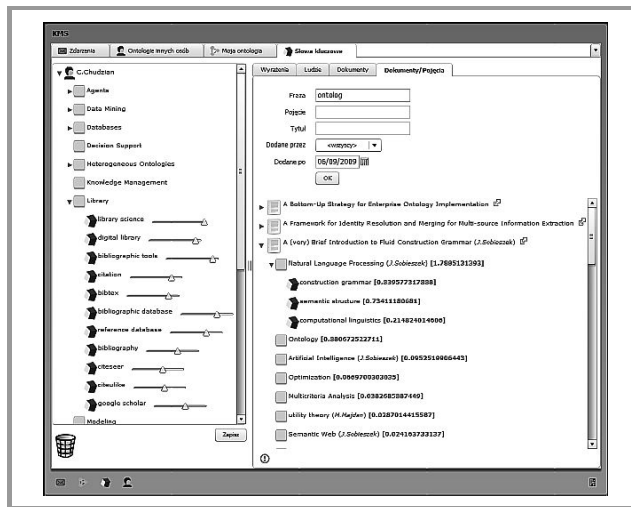 KMS
Zdarzenia
Ontologie innych osób
Moja ontologia
Słowa kluczowe
C.Chudzian
Agents
Data Mining
Databases
Decision Support
Heterogeneous Ontologies
Knowledge Management
Library
library science
digital library
bibliographic tools
citation
bibtex
bibliographic database
reference database
bibliography
citeseer
citeulike
google scholar
Modeling
Zapisz
Wyrażenia
Ludzie
Dokumenty
Dokumenty/Pojęcia
Fraza ontolog
Pojęcie
Tytuł
Dodane przez <wszyscy>
Dodane po 06/09/2009
OK
A Bottom-Up Strategy for Enterprise Ontology Implementation
A Framework for Identity Resolution and Merging for Multi-source Information Extraction
A (very) Brief Introduction to Fluid Construction Grammar (J.Sobieszek)
Natural Language Processing (J.Sobieszek) [1.7885131393]
construction grammar [0.839577317888]
semantic structure [0.73411180681]
computational linguistics [0.214824014606]
Ontology [0.880673523711]
Artificial Intelligence (J.Sobieszek) [0.0953519906445]
Optimization [0.0669700303035]
Multicriteria Analysis [0.0382685887449]
utility theory (M.Majdan) [0.0287014415587]
Semantic Web (J.Sobieszek) [0.024163733137]